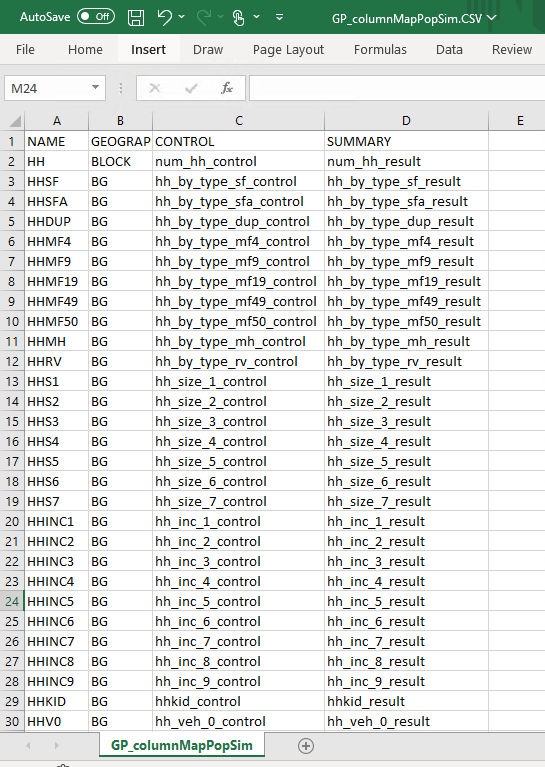 AutoSave Off GP_columnMapPopSim.CSV
File Home Insert Draw Page Layout Formulas Data Review
M24 fx
A B C D E
1 NAME GEOGRAP CONTROL SUMMARY
2 HH BLOCK num_hh_control num_hh_result
3 HHSF BG hh_by_type_sf_control hh_by_type_sf_result
4 HHSFA BG hh_by_type_sfa_control hh_by_type_sfa_result
5 HHDUP BG hh_by_type_dup_control hh_by_type_dup_result
6 HHMF4 BG hh_by_type_mf4_control hh_by_type_mf4_result
7 HHMF9 BG hh_by_type_mf9_control hh_by_type_mf9_result
8 HHMF19 BG hh_by_type_mf19_control hh_by_type_mf19_result
9 HHMF49 BG hh_by_type_mf49_control hh_by_type_mf49_result
10 HHMF50 BG hh_by_type_mf50_control hh_by_type_mf50_result
11 HHMH BG hh_by_type_mh_control hh_by_type_mh_result
12 HHRV BG hh_by_type_rv_control hh_by_type_rv_result
13 HHS1 BG hh_size_1_control hh_size_1_result
14 HHS2 BG hh_size_2_control hh_size_2_result
15 HHS3 BG hh_size_3_control hh_size_3_result
16 HHS4 BG hh_size_4_control hh_size_4_result
17 HHS5 BG hh_size_5_control hh_size_5_result
18 HHS6 BG hh_size_6_control hh_size_6_result
19 HHS7 BG hh_size_7_control hh_size_7_result
20 HHINC1 BG hh_inc_1_control hh_inc_1_result
21 HHINC2 BG hh_inc_2_control hh_inc_2_result
22 HHINC3 BG hh_inc_3_control hh_inc_3_result
23 HHINC4 BG hh_inc_4_control hh_inc_4_result
24 HHINC5 BG hh_inc_5_control hh_inc_5_result
25 HHINC6 BG hh_inc_6_control hh_inc_6_result
26 HHINC7 BG hh_inc_7_control hh_inc_7_result
27 HHINC8 BG hh_inc_8_control hh_inc_8_result
28 HHINC9 BG hh_inc_9_control hh_inc_9_result
29 HHKID BG hhkid_control hhkid_result
30 HHV0 BG hh_veh_0_control hh_veh_0_result
GP_columnMapPopSim